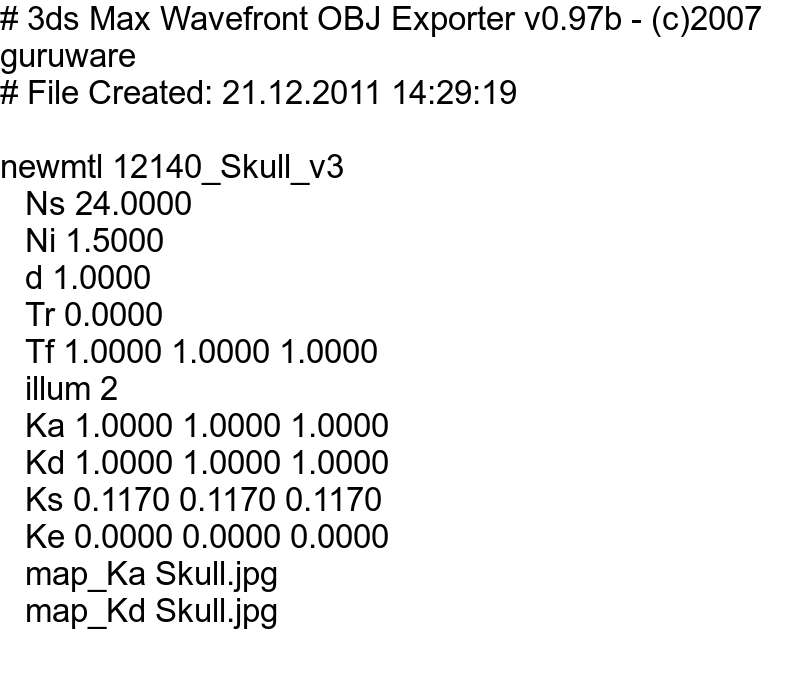 # 3ds Max Wavefront OBJ Exporter v0.97b - (c)2007
guruware
# File Created: 21.12.2011 14:29:19

newmtl 12140_Skull_v3
Ns 24.0000
Ni 1.5000
d 1.0000
Tr 0.0000
Tf 1.0000 1.0000 1.0000
illum 2
Ka 1.0000 1.0000 1.0000
Kd 1.0000 1.0000 1.0000
Ks 0.1170 0.1170 0.1170
Ke 0.0000 0.0000 0.0000
map_Ka Skull.jpg
map_Kd Skull.jpg